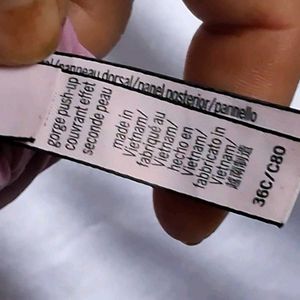 panneau dorsal/panel posterior/pannello
gorge push-up
couvrant effet
seconde peau
made in
Vietnam/
fabriqué au
Vietnam/
hecho en
Vietnam/
fabbricato in
Vietnam/
越南制造
36C/C80